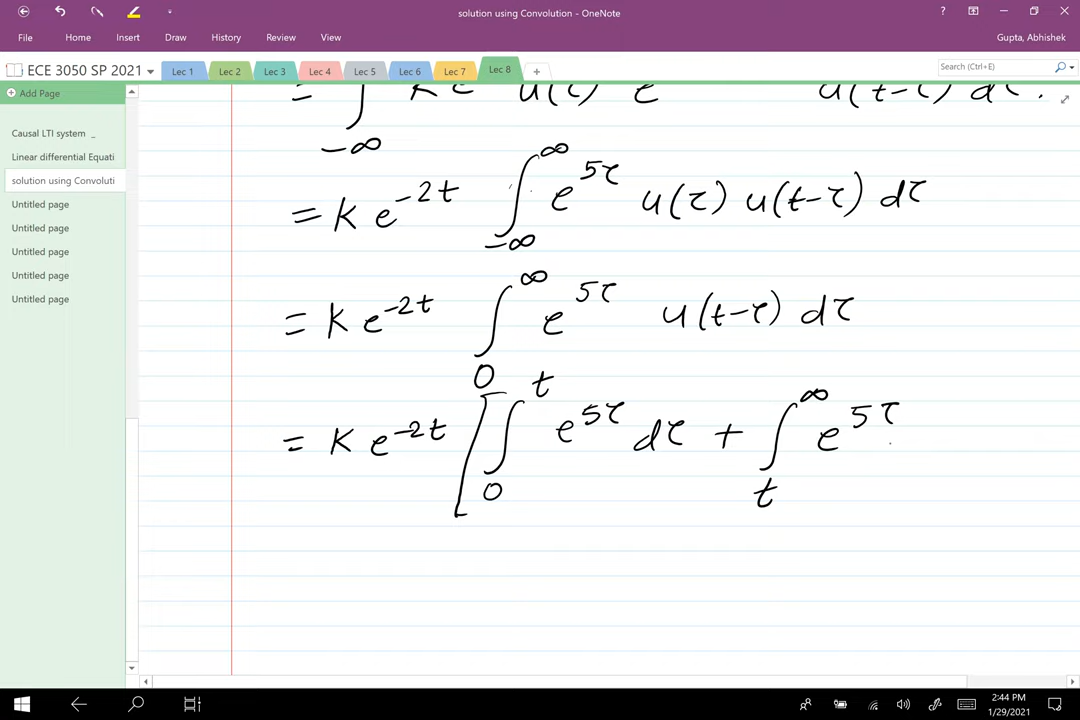 solution using Convolution - OneNote
File Home Insert Draw History Review View Gupta, Abhishek
ECE 3050 SP 2021 Lec 1 Lec 2 Lec 3 Lec 4 Lec 5 Lec 6 Lec 7 Lec 8 Search (Ctrl+E)
Add Page
Causal LTI system
Linear differential Equati
solution using Convoluti
Untitled page
Untitled page
Untitled page
Untitled page
Untitled page
= ∫_{-∞} K e u(τ) e u(t-τ) dτ.
= K e^{-2t} ∫_{-∞}^{∞} e^{5τ} u(τ) u(t-τ) dτ
= K e^{-2t} ∫_{0}^{∞} e^{5τ} u(t-τ) dτ
= K e^{-2t} [ ∫_{0}^{t} e^{5τ} dτ + ∫_{t}^{∞} e^{5τ}
2:44 PM
1/29/2021